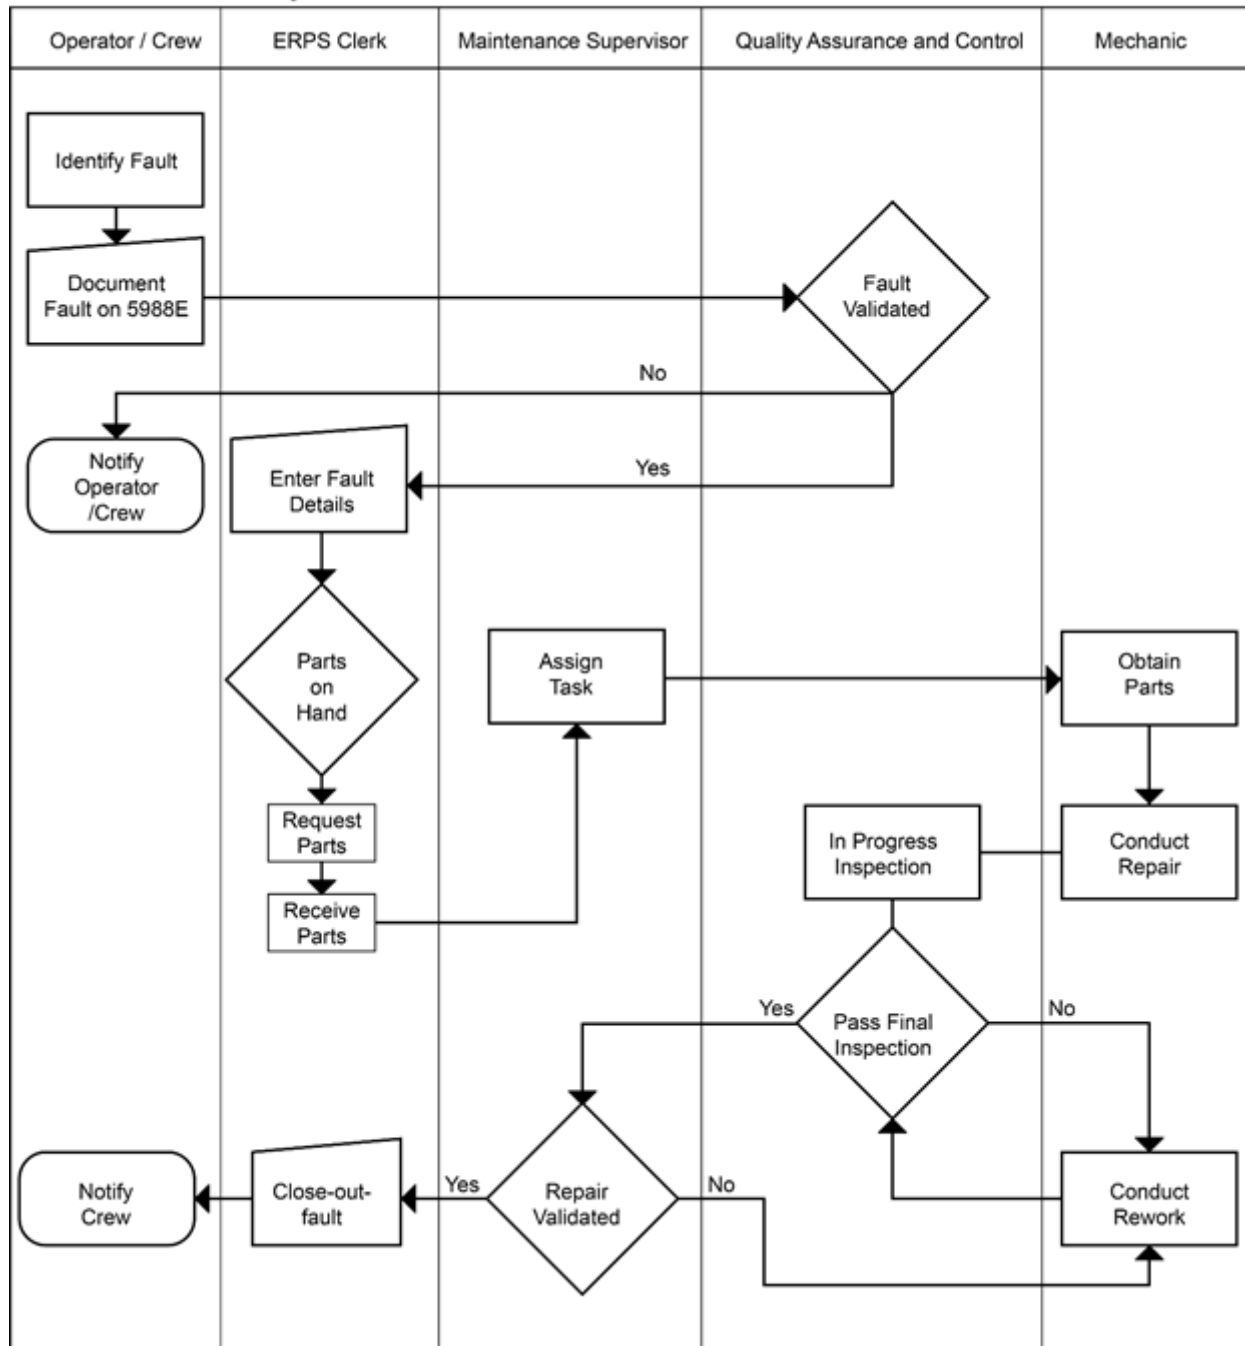 Operator / Crew
ERPS Clerk
Maintenance Supervisor
Quality Assurance and Control
Mechanic
Identify Fault
Document
Fault on 5988E
Fault
Validated
No
Notify
Operator
/Crew
Enter Fault
Details
Yes
Parts
on
Hand
Assign
Task
Obtain
Parts
Request
Parts
In Progress
Inspection
Conduct
Repair
Receive
Parts
Yes
Pass Final
Inspection
No
Notify
Crew
Close-out-
fault
Yes
Repair
Validated
No
Conduct
Rework